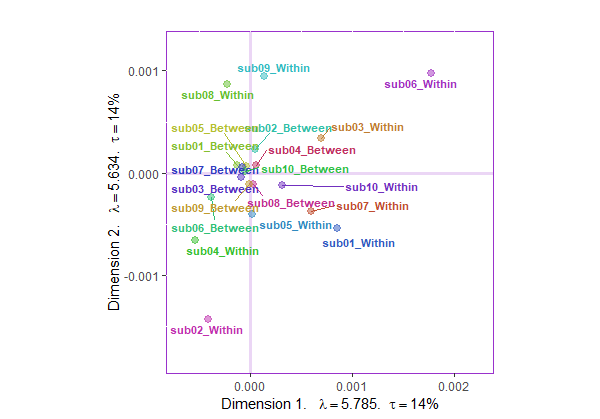 0.001
0.000
-0.001
Dimension 2.   λ = 5.634.   τ = 14%
sub09_Within
sub06_Within
sub08_Within
sub05_Between
sub02_Between
sub03_Within
sub01_Between
sub04_Between
sub07_Between
sub10_Between
sub03_Between
sub10_Within
sub09_Between
sub08_Between
sub07_Within
sub06_Between
sub05_Within
sub01_Within
sub04_Within
sub02_Within
0.000
0.001
0.002
Dimension 1.   λ = 5.785.   τ = 14%